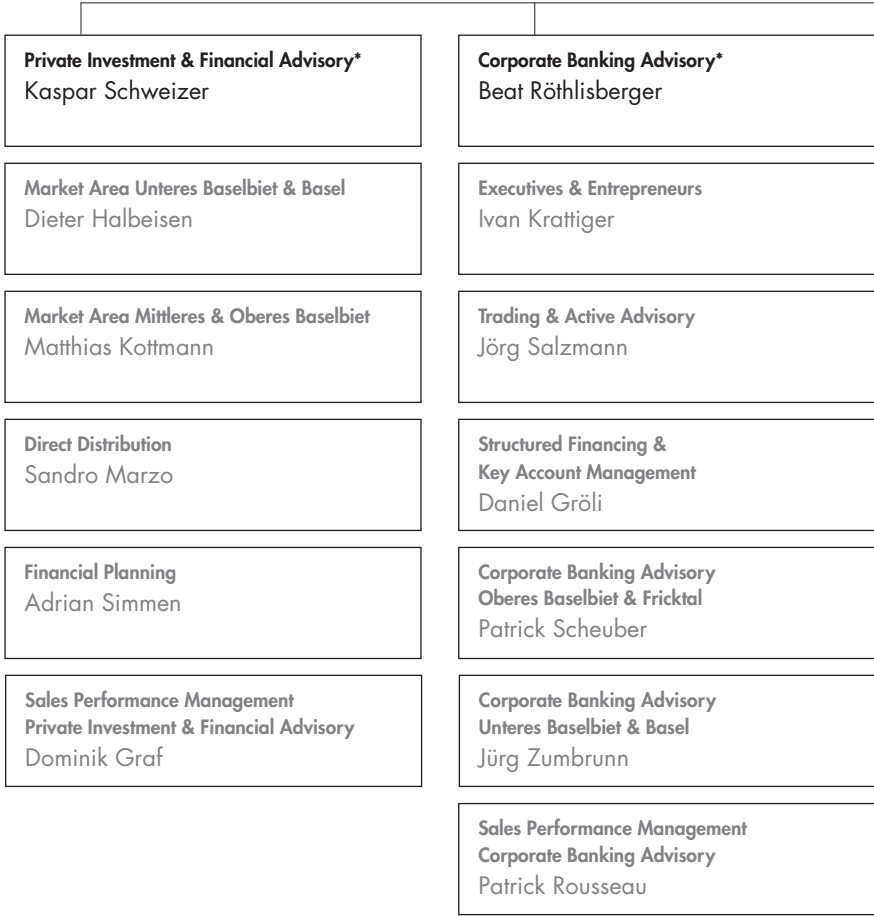 Private Investment & Financial Advisory*
Kaspar Schweizer
Market Area Unteres Baselbiet & Basel
Dieter Halbeisen
Market Area Mittleres & Oberes Baselbiet
Matthias Kottmann
Direct Distribution
Sandro Marzo
Financial Planning
Adrian Simmen
Sales Performance Management
Private Investment & Financial Advisory
Dominik Graf
Corporate Banking Advisory*
Beat Röthlisberger
Executives & Entrepreneurs
Ivan Krattiger
Trading & Active Advisory
Jörg Salzmann
Structured Financing &
Key Account Management
Daniel Gröli
Corporate Banking Advisory
Oberes Baselbiet & Fricktal
Patrick Scheuber
Corporate Banking Advisory
Unteres Baselbiet & Basel
Jürg Zumbrunn
Sales Performance Management
Corporate Banking Advisory
Patrick Rousseau